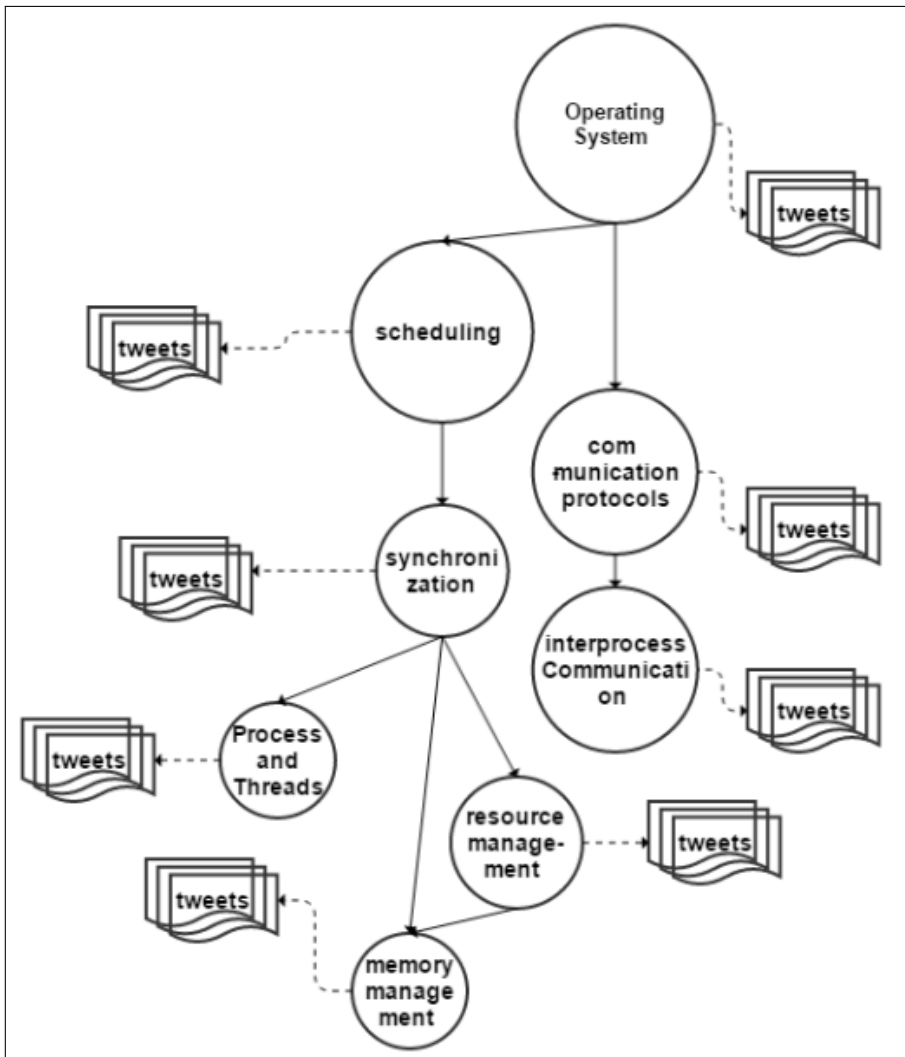 Operating
System
tweets
scheduling
tweets
com
-munication
protocols
tweets
synchroni
zation
tweets
interprocess
Communicati
on
tweets
Process
and
Threads
tweets
resource
manage-
ment
tweets
memory
manage
ment
tweets